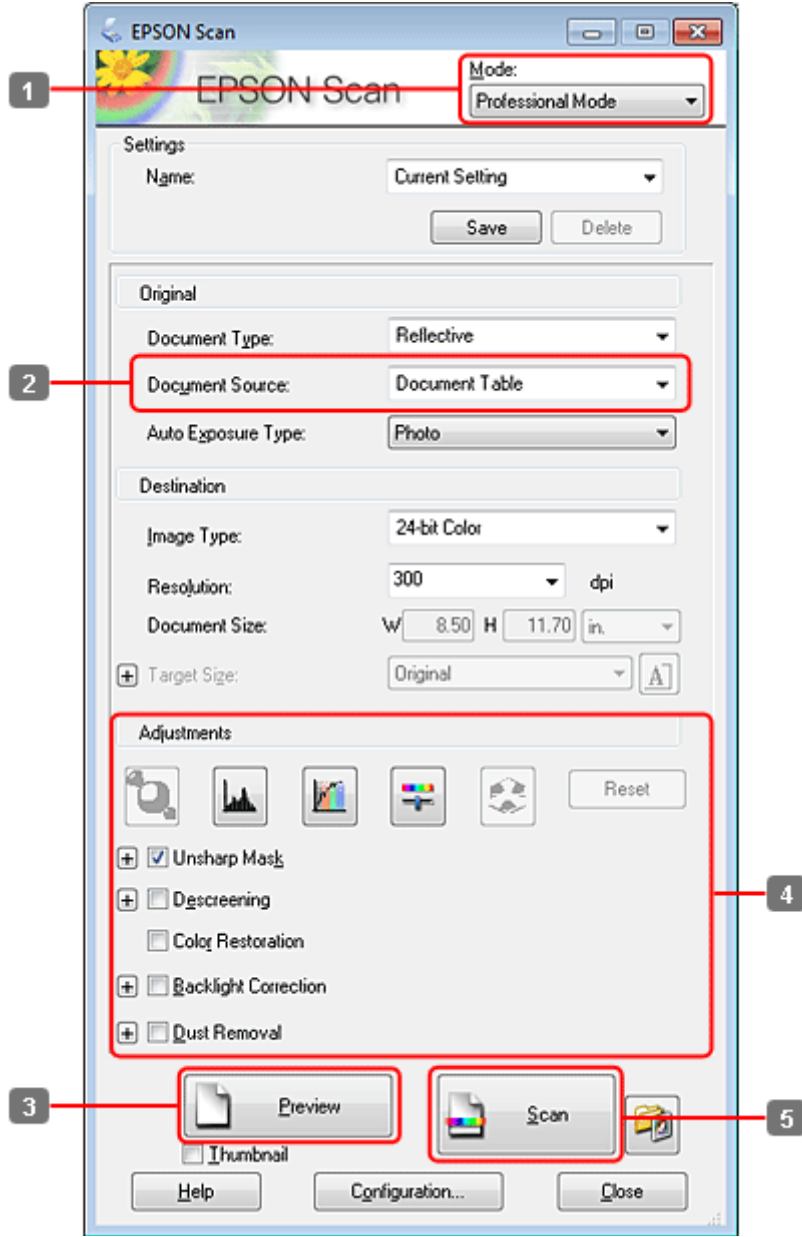 EPSON Scan
EPSON Scan
Mode:
1
Professional Mode
Settings
Name:
Current Setting
Save
Delete
Original
Document Type:
Reflective
2
Document Source:
Document Table
Auto Exposure Type:
Photo
Destination
Image Type:
24-bit Color
Resolution:
300
dpi
Document Size:
W 8.50 H 11.70 in.
Target Size:
Original
A
Adjustments
Reset
Unsharp Mask
4
Descreening
Color Restoration
Backlight Correction
Dust Removal
3
Preview
Scan
5
Thumbnail
Help
Configuration...
Close